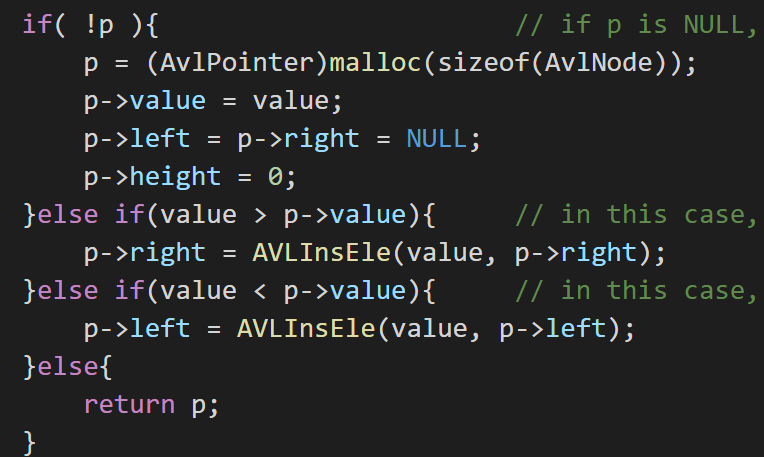 if( !p ){                       // if p is NULL,
    p = (AvlPointer)malloc(sizeof(AvlNode));
    p->value = value;
    p->left = p->right = NULL;
    p->height = 0;
}else if(value > p->value){     // in this case,
    p->right = AVLInsEle(value, p->right);
}else if(value < p->value){     // in this case,
    p->left = AVLInsEle(value, p->left);
}else{
    return p;
}